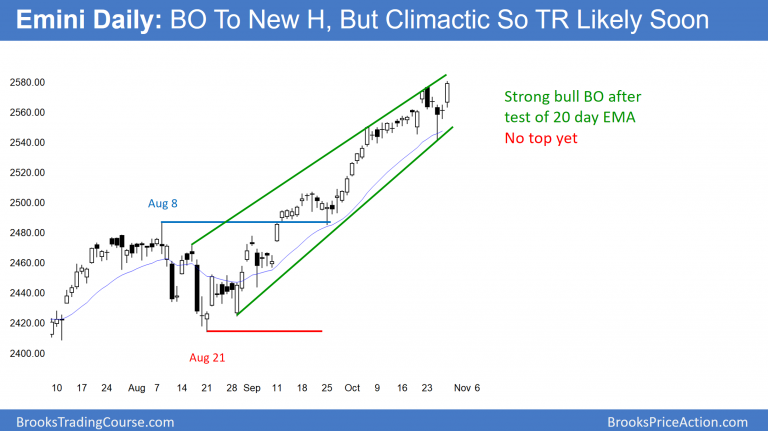 Emini Daily: BO To New H, But Climactic So TR Likely Soon
2580.00
2560.00
2540.00
2520.00
2500.00
2480.00
2460.00
2440.00
2420.00
2400.00
Strong bull BO after
test of 20 day EMA
No top yet
Aug 8
Aug 21
10 17 24 Aug 7 14 21 28 Sep 11 18 25 Oct 9 16 23 Nov 6
BrooksTradingCourse.com BrooksPriceAction.com